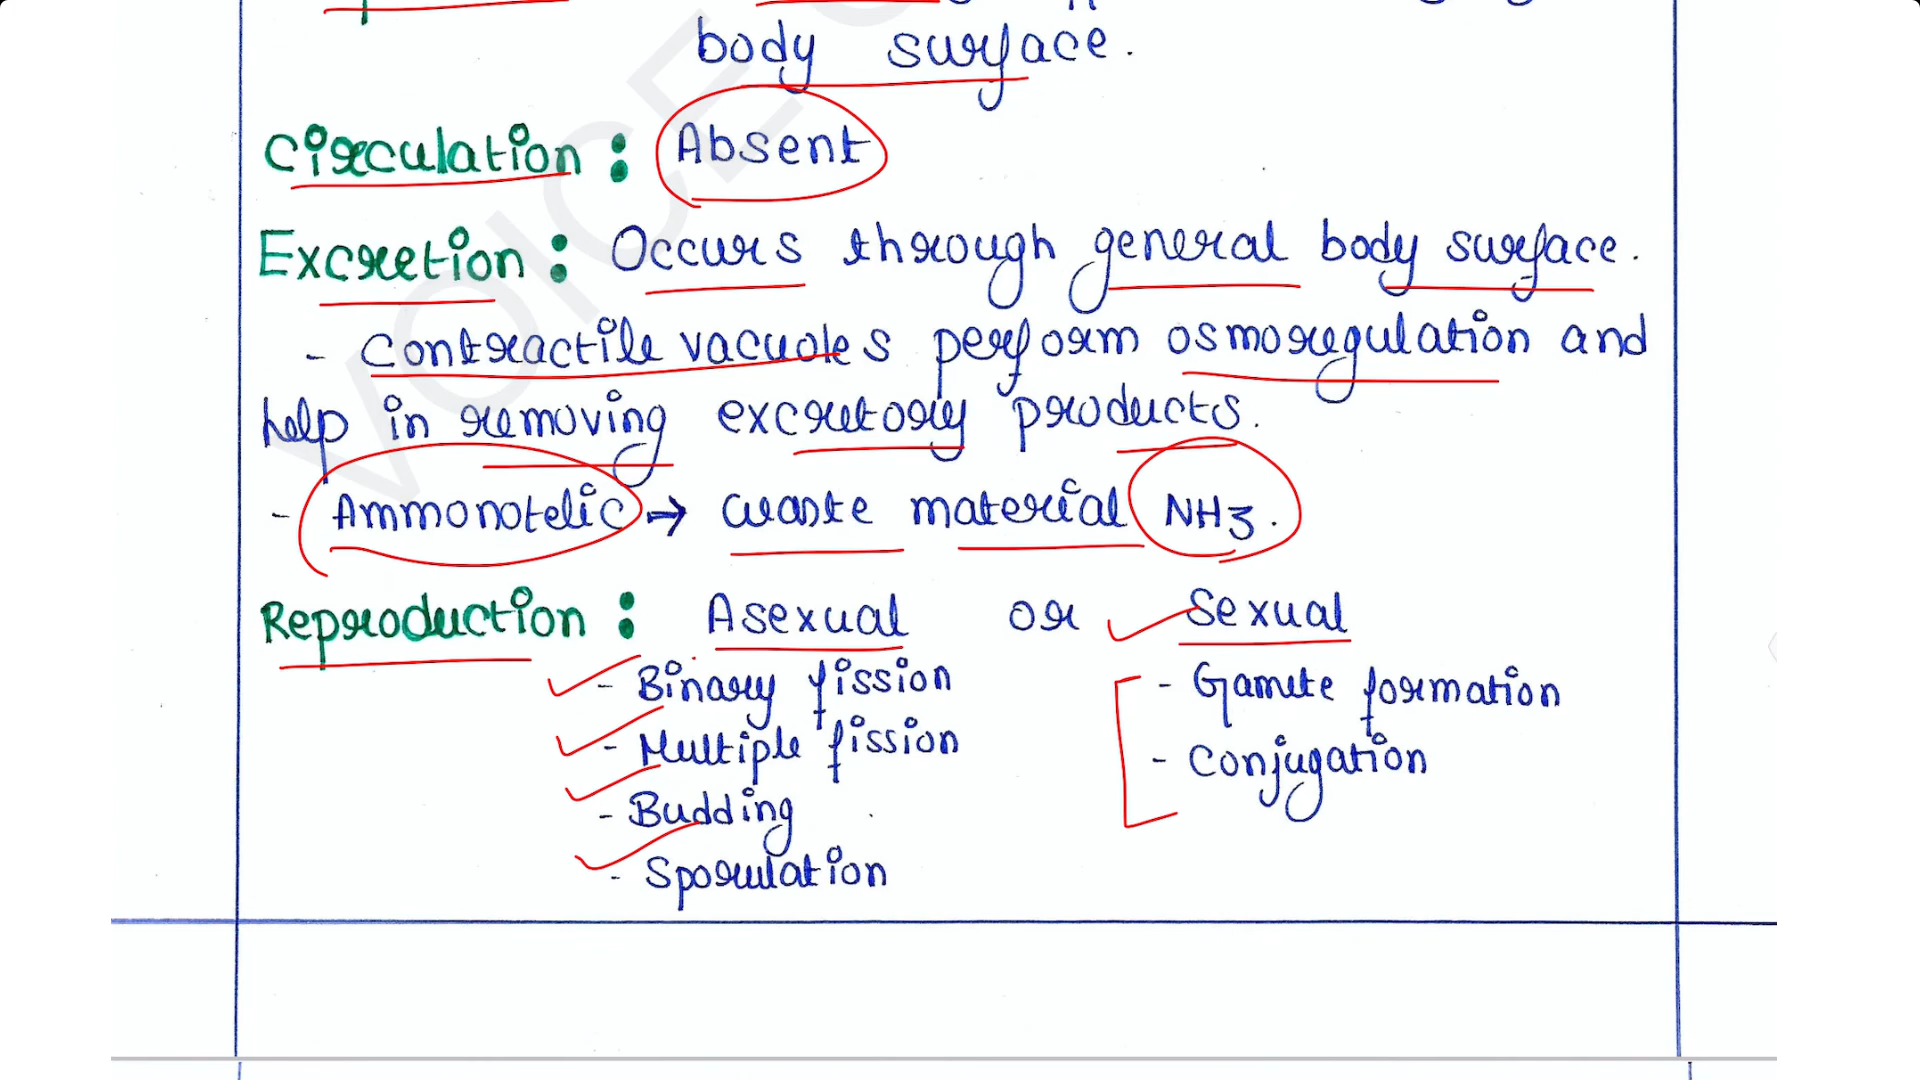 body surface.
Circulation : Absent
Excretion : Occurs through general body surface.
- Contractile vacuoles perform osmoregulation and
help in removing excretory products.
- Ammonotelic → waste material NH3.
Reproduction : Asexual or Sexual
- Binary fission - Gamete formation
- Multiple fission - Conjugation
- Budding
- Sporulation
VOICE